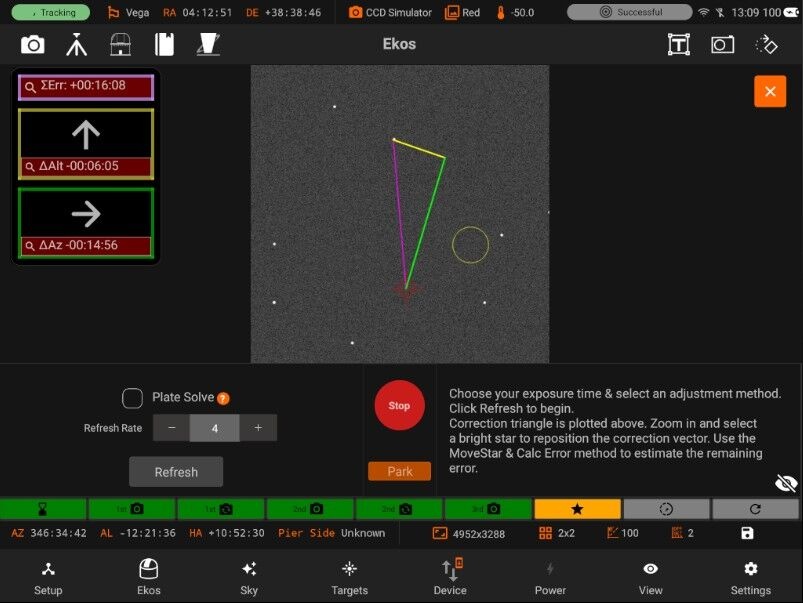 Tracking Vega RA 04:12:51 DE +38:38:46 CCD Simulator Red -50.0 Successful 13:09 100
Ekos
ΣErr: +00:16:08
ΔAlt -00:06:05
ΔAz -00:14:56
Plate Solve ?
Refresh Rate − 4 +
Refresh
Stop
Park
Choose your exposure time & select an adjustment method.
Click Refresh to begin.
Correction triangle is plotted above. Zoom in and select
a bright star to reposition the correction vector. Use the
MoveStar & Calc Error method to estimate the remaining
error.
1st 1st 2nd 2nd 3rd
AZ 346:34:42 AL -12:21:36 HA +10:52:30 Pier Side Unknown 4952x3288 2x2 100 2
Setup Ekos Sky Targets Device Power View Settings